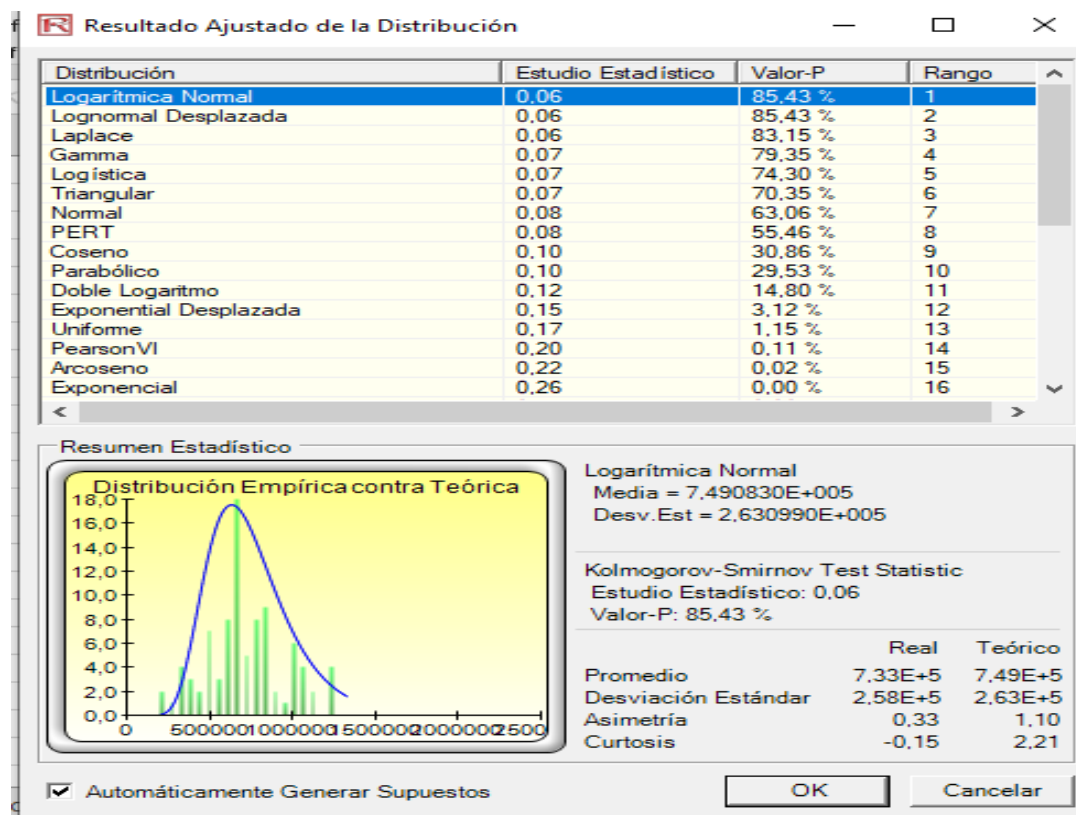 Resultado Ajustado de la Distribución
Distribución Estudio Estadístico Valor-P Rango
Logarítmica Normal 0,06 85,43 % 1
Lognormal Desplazada 0,06 85,43 % 2
Laplace 0,06 83,15 % 3
Gamma 0,07 79,35 % 4
Logística 0,07 74,30 % 5
Triangular 0,07 70,35 % 6
Normal 0,08 63,06 % 7
PERT 0,08 55,46 % 8
Coseno 0,10 30,86 % 9
Parabólico 0,10 29,53 % 10
Doble Logaritmo 0,12 14,80 % 11
Exponential Desplazada 0,15 3,12 % 12
Uniforme 0,17 1,15 % 13
PearsonVI 0,20 0,11 % 14
Arcoseno 0,22 0,02 % 15
Exponencial 0,26 0,00 % 16
Resumen Estadístico
Distribución Empírica contra Teórica
18,0
16,0
14,0
12,0
10,0
8,0
6,0
4,0
2,0
0,0
0 500000 1000000 1500000 2000000 2500
Logarítmica Normal
Media = 7,490830E+005
Desv.Est = 2,630990E+005
Kolmogorov-Smirnov Test Statistic
Estudio Estadístico: 0,06
Valor-P: 85,43 %
Real Teórico
Promedio 7,33E+5 7,49E+5
Desviación Estándar 2,58E+5 2,63E+5
Asimetría 0,33 1,10
Curtosis -0,15 2,21
Automáticamente Generar Supuestos
OK
Cancelar